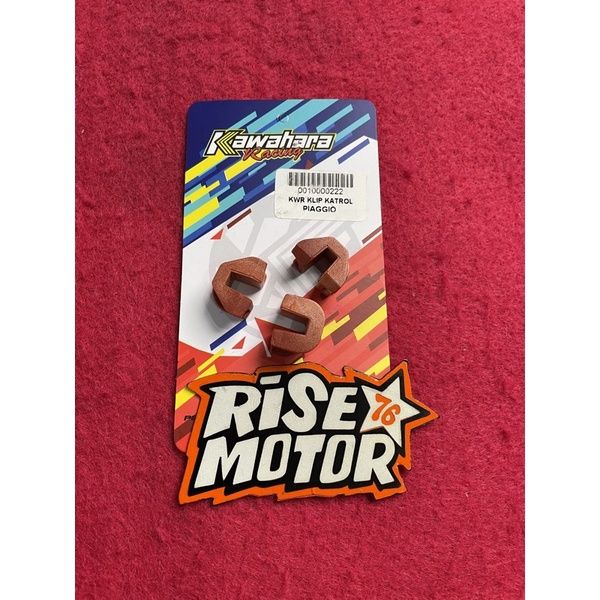 Kawahara
Racing
0010000222
KWR KLIP KATROL
PIAGGIO
RiSE
76
MOTOR